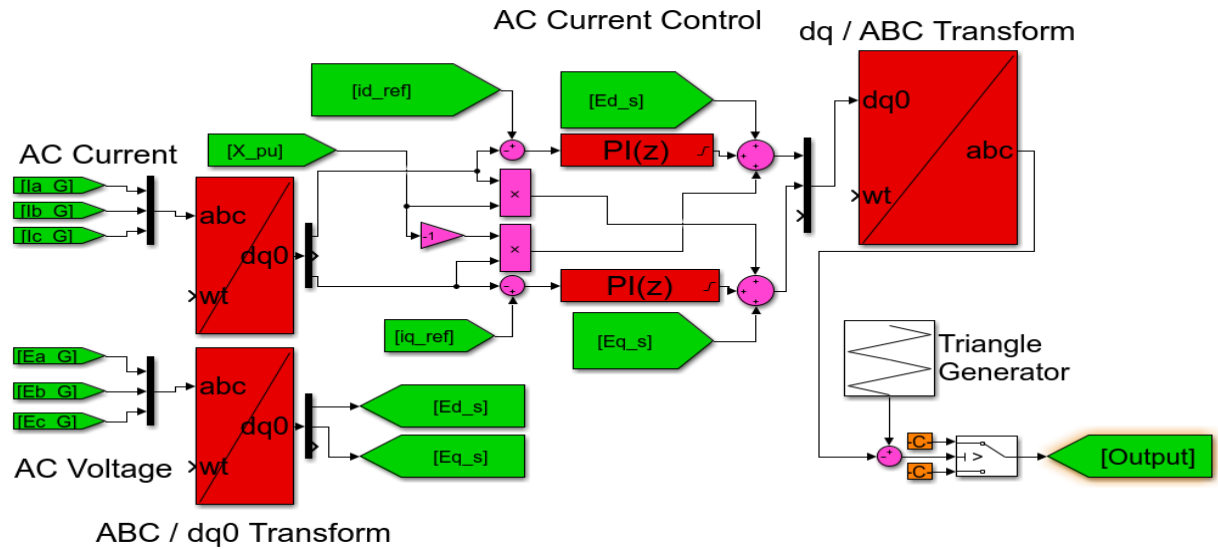 AC Current Control
dq / ABC Transform
[id_ref]
[Ed_s]
dq0
abc
wt
[X_pu]
PI(z)
AC Current
[Ia_G]
[Ib_G]
[Ic_G]
abc
dq0
wt
×
-1
×
PI(z)
[iq_ref]
[Eq_s]
[Ea_G]
[Eb_G]
[Ec_G]
abc
dq0
wt
[Ed_s]
[Eq_s]
AC Voltage
ABC / dq0 Transform
Triangle
Generator
-C-
>
-C-
[Output]